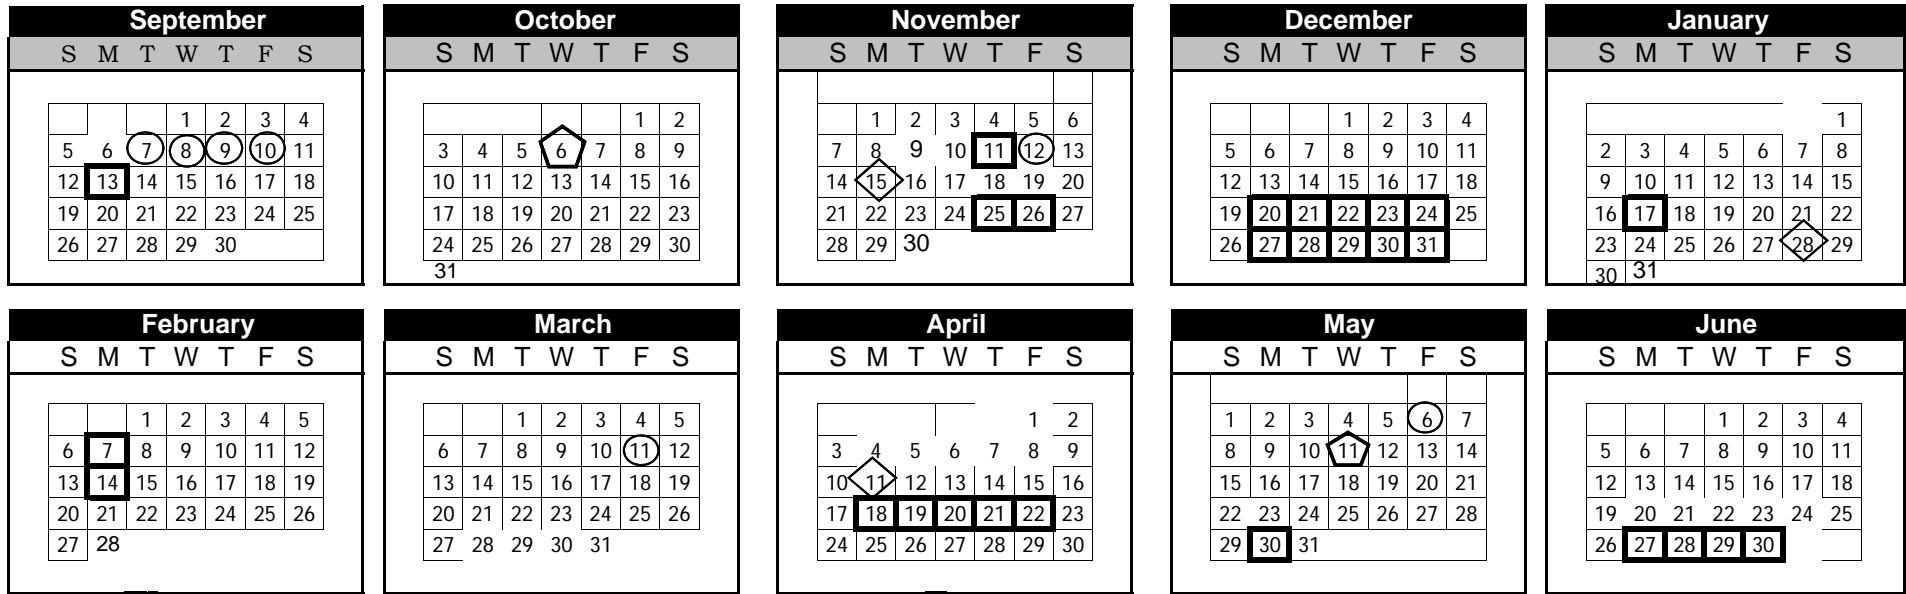 September
S M T W T F S
1 2 3 4
5 6 7 8 9 10 11
12 13 14 15 16 17 18
19 20 21 22 23 24 25
26 27 28 29 30
October
S M T W T F S
1 2
3 4 5 6 7 8 9
10 11 12 13 14 15 16
17 18 19 20 21 22 23
24 25 26 27 28 29 30
31
November
S M T W T F S
1 2 3 4 5 6
7 8 9 10 11 12 13
14 15 16 17 18 19 20
21 22 23 24 25 26 27
28 29 30
December
S M T W T F S
1 2 3 4
5 6 7 8 9 10 11
12 13 14 15 16 17 18
19 20 21 22 23 24 25
26 27 28 29 30 31
January
S M T W T F S
1
2 3 4 5 6 7 8
9 10 11 12 13 14 15
16 17 18 19 20 21 22
23 24 25 26 27 28 29
30 31
February
S M T W T F S
1 2 3 4 5
6 7 8 9 10 11 12
13 14 15 16 17 18 19
20 21 22 23 24 25 26
27 28
March
S M T W T F S
1 2 3 4 5
6 7 8 9 10 11 12
13 14 15 16 17 18 19
20 21 22 23 24 25 26
27 28 29 30 31
April
S M T W T F S
1 2
3 4 5 6 7 8 9
10 11 12 13 14 15 16
17 18 19 20 21 22 23
24 25 26 27 28 29 30
May
S M T W T F S
1 2 3 4 5 6 7
8 9 10 11 12 13 14
15 16 17 18 19 20 21
22 23 24 25 26 27 28
29 30 31
June
S M T W T F S
1 2 3 4
5 6 7 8 9 10 11
12 13 14 15 16 17 18
19 20 21 22 23 24 25
26 27 28 29 30